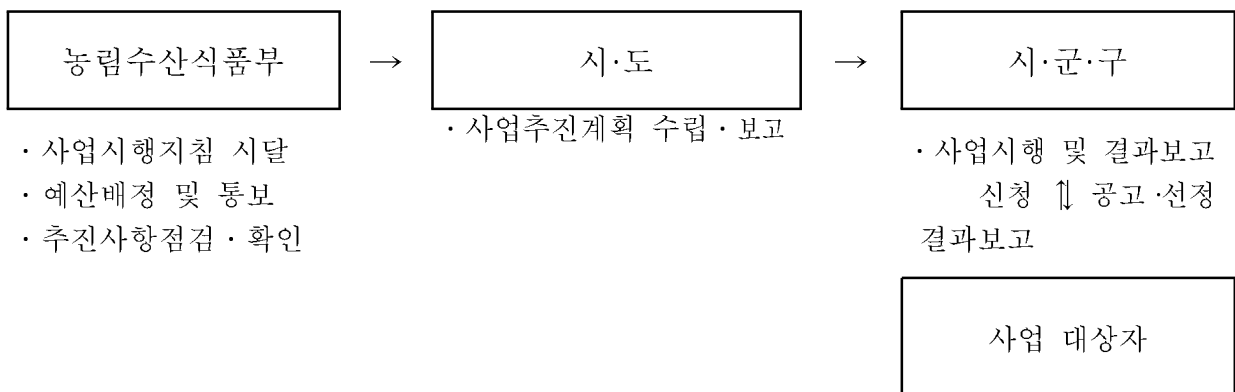 농림수산식품부 → 시·도 → 시·군·구
· 사업시행지침 시달
· 예산배정 및 통보
· 추진사항점검 · 확인
· 사업추진계획 수립 · 보고
· 사업시행 및 결과보고
신청 ⇅ 공고 ·선정
결과보고
사업 대상자